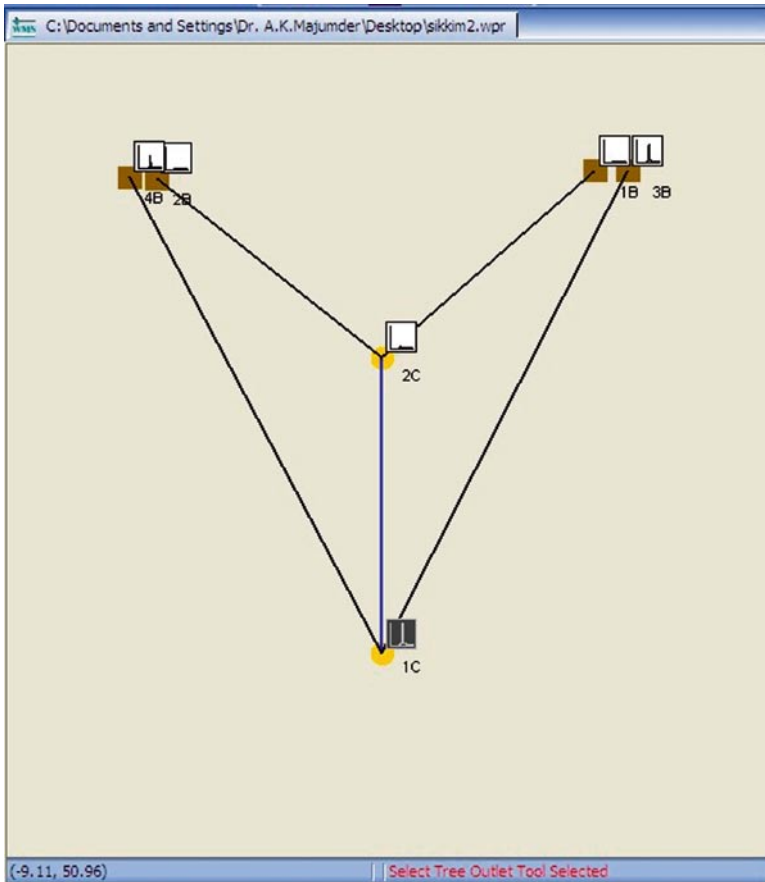 WMS C:\Documents and Settings\Dr. A.K.Majumder\Desktop\sikkim2.wpr
4B 2B 1B 3B
2C
1C
(-9.11, 50.96) Select Tree Outlet Tool Selected